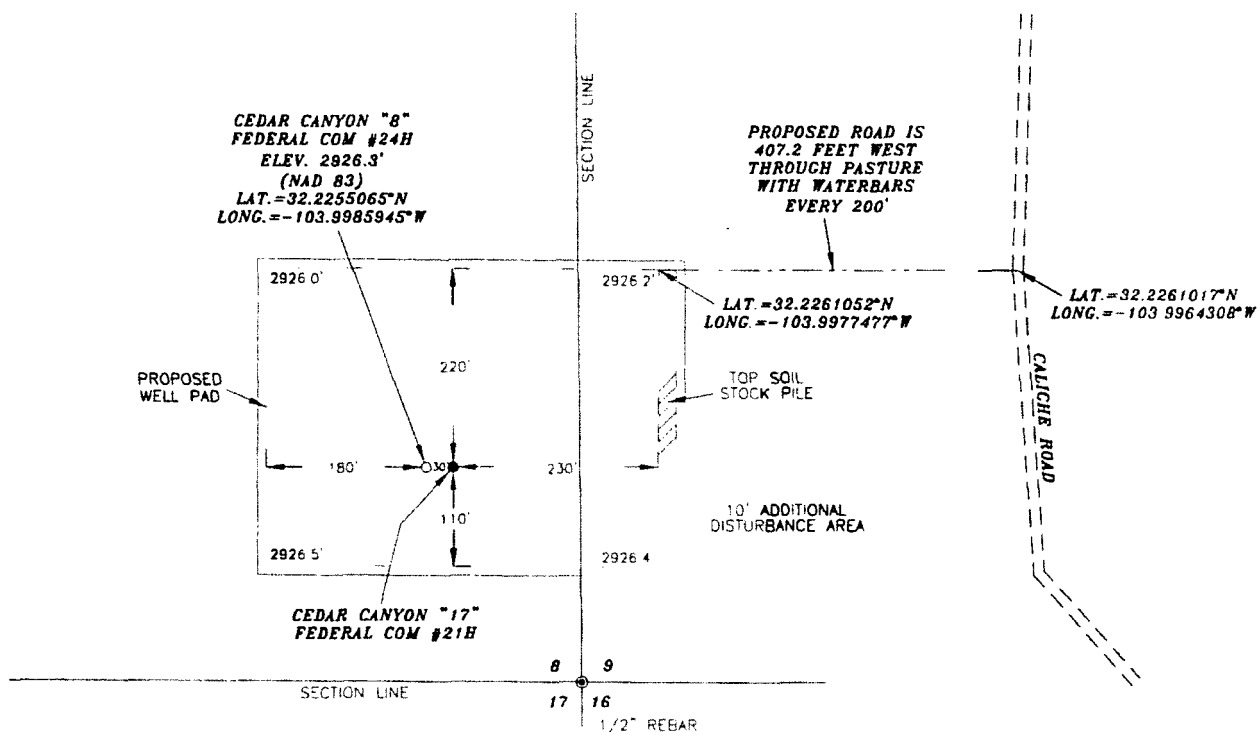 SECTION LINE
CEDAR CANYON "8"
FEDERAL COM #24H
ELEV. 2926.3'
(NAD 83)
LAT.=32.2255065°N
LONG.=-103.9985945°W
PROPOSED ROAD IS
407.2 FEET WEST
THROUGH PASTURE
WITH WATERBARS
EVERY 200'
2926.0'
2926.2'
LAT.=32.2261052°N
LONG.=-103.9977477°W
LAT.=32.2261017°N
LONG.=-103.9964308°W
220'
PROPOSED
WELL PAD
TOP SOIL
STOCK PILE
CALICHE ROAD
180'
30'
230'
110'
10' ADDITIONAL
DISTURBANCE AREA
2926.5'
2926.4
CEDAR CANYON "17"
FEDERAL COM #21H
8 9
SECTION LINE
17 16
1/2" REBAR